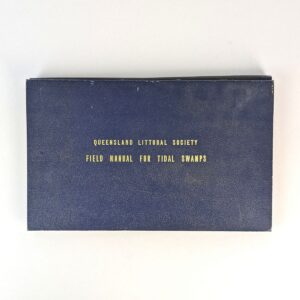 QUEENSLAND LITTORAL SOCIETY
FIELD MANUAL FOR TIDAL SWAMPS